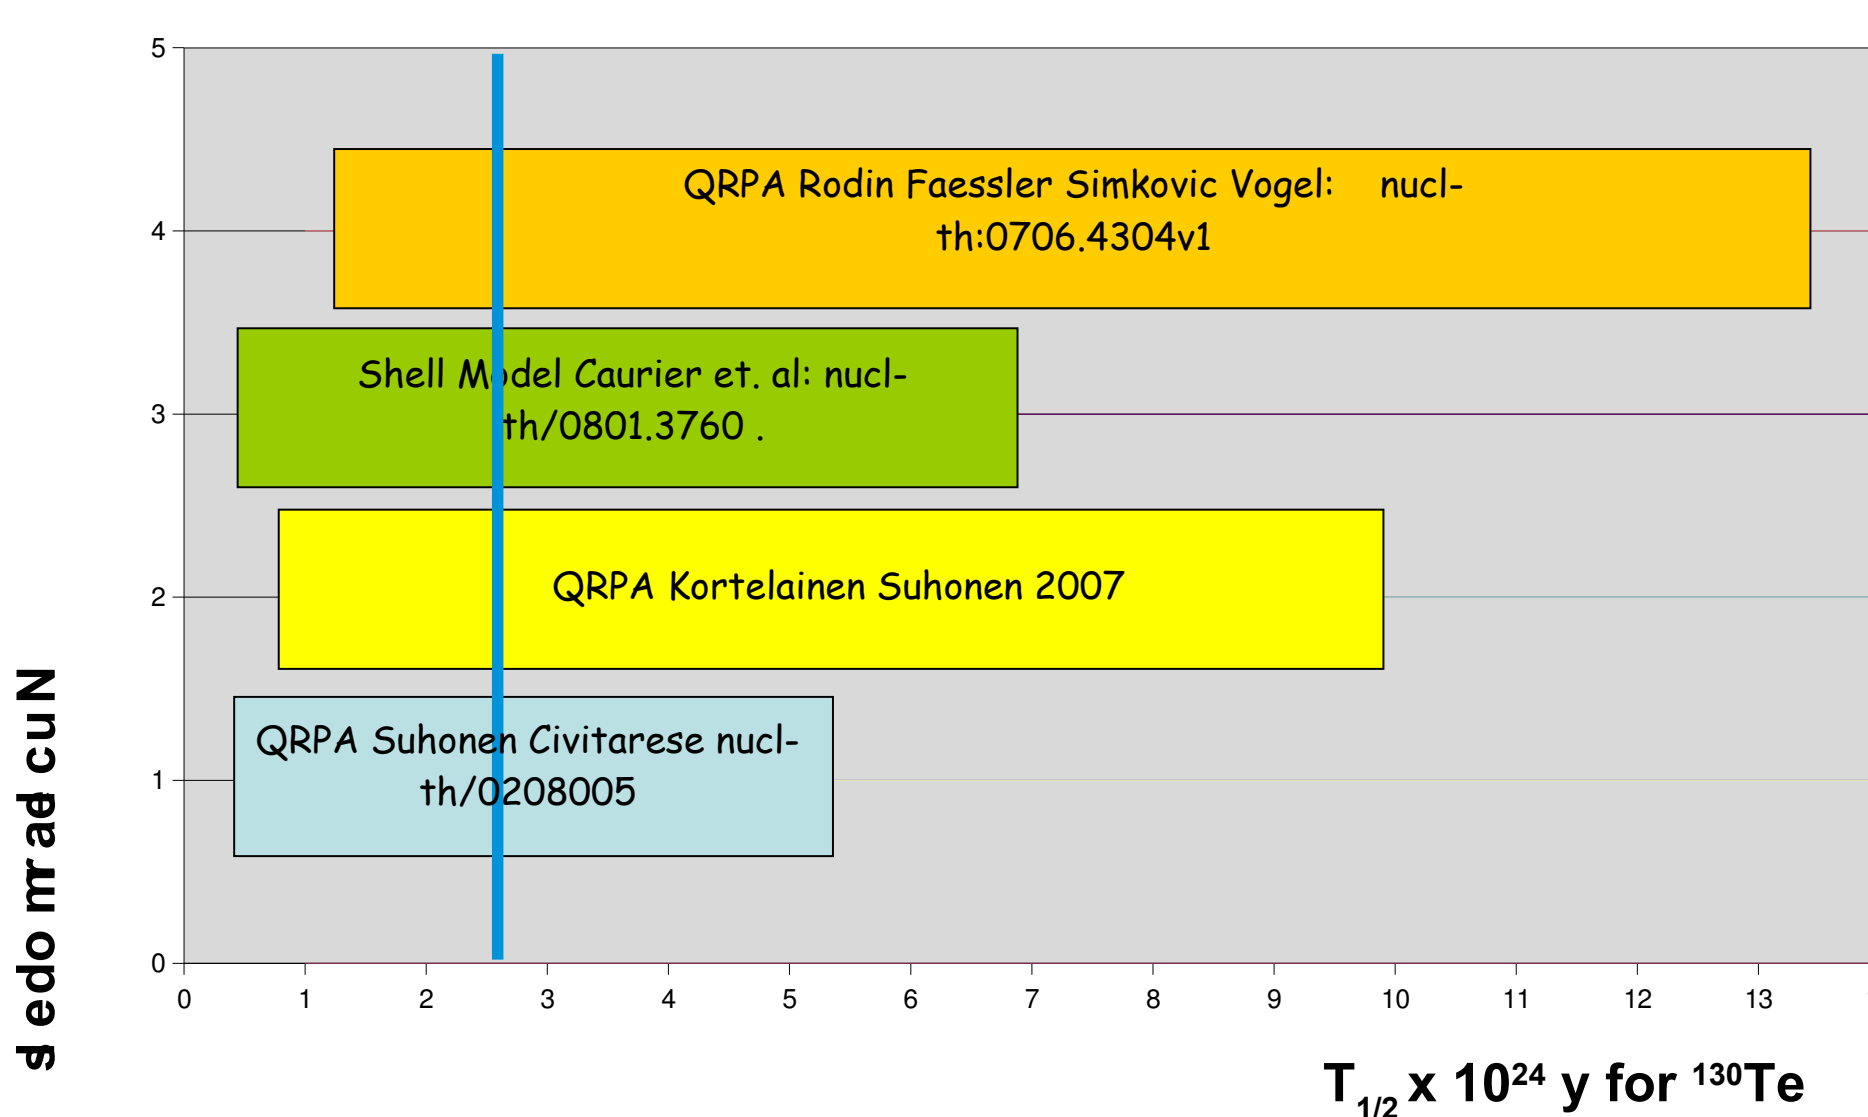 5
QRPA Rodin Faessler Simkovic Vogel: nucl-
th:0706.4304v1
4
Shell Model Caurier et. al: nucl-
th/0801.3760 .
3
QRPA Kortelainen Suhonen 2007
2
QRPA Suhonen Civitarese nucl-
th/0208005
1
0
0 1 2 3 4 5 6 7 8 9 10 11 12 13
T1/2 x 10²⁴ y for ¹³⁰Te